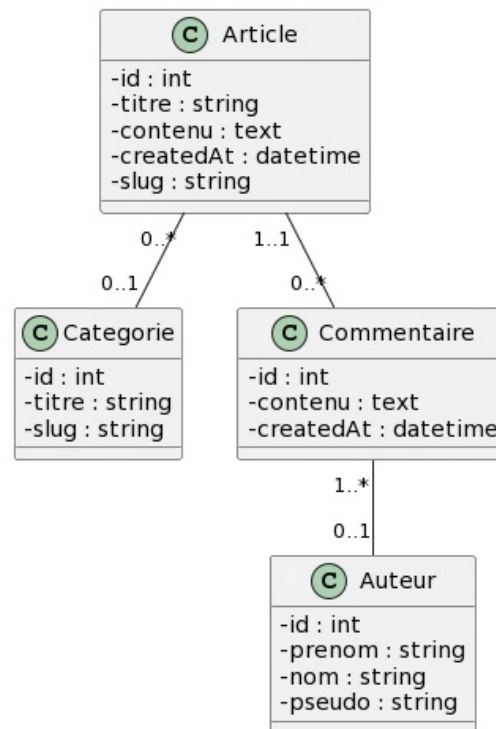 C Article
-id : int
-titre : string
-contenu : text
-createdAt : datetime
-slug : string
0..* 1..1
0..1 0..*
C Categorie
-id : int
-titre : string
-slug : string
C Commentaire
-id : int
-contenu : text
-createdAt : datetime
1..*
0..1
C Auteur
-id : int
-prenom : string
-nom : string
-pseudo : string